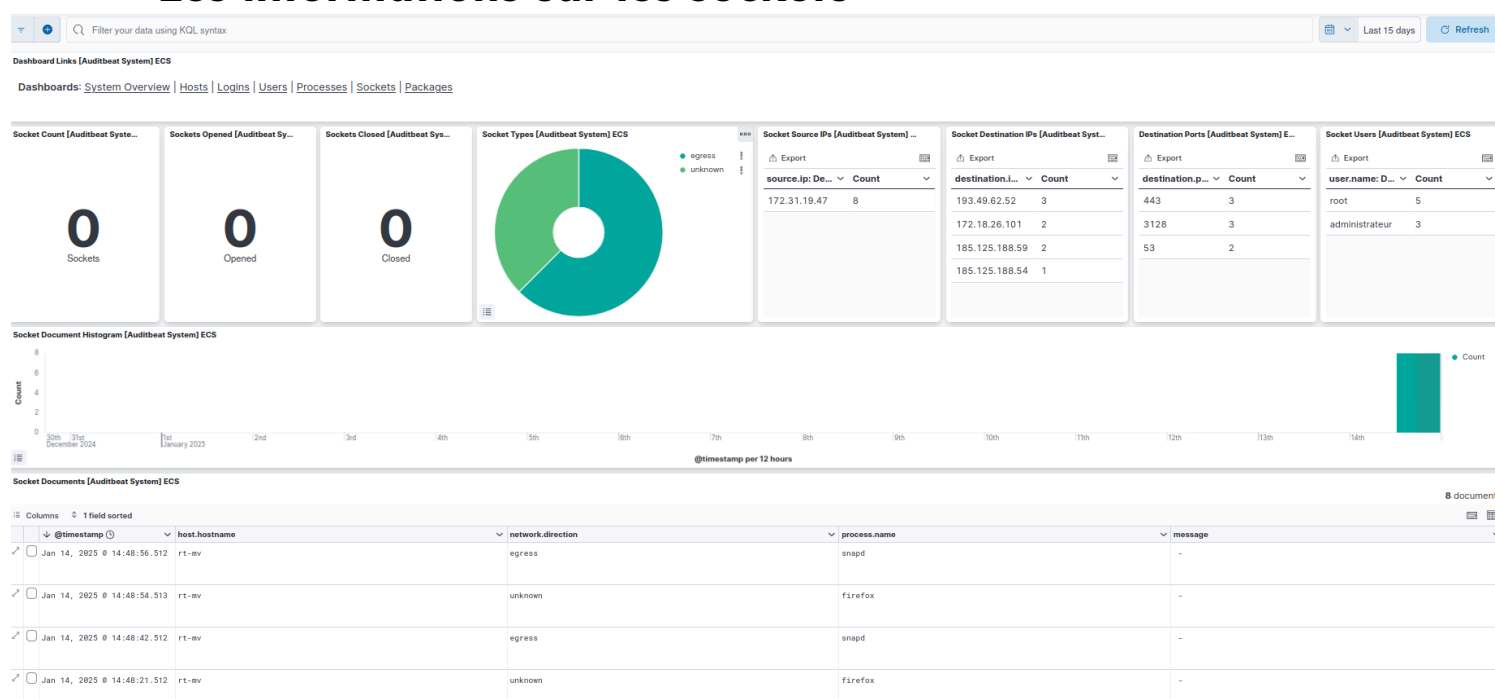 Les informations sur les sockets
Filter your data using KQL syntax
Last 15 days
Refresh
Dashboard Links [Auditbeat System] ECS
Dashboards: System Overview | Hosts | Logins | Users | Processes | Sockets | Packages
Socket Count [Auditbeat Syste...
0
Sockets
Sockets Opened [Auditbeat Sy...
0
Opened
Sockets Closed [Auditbeat Sys...
0
Closed
Socket Types [Auditbeat System] ECS
egress
unknown
Socket Source IPs [Auditbeat System] ...
Export
source.ip: De... Count
172.31.19.47 8
Socket Destination IPs [Auditbeat Syst...
Export
destination.i... Count
193.49.62.52 3
172.18.26.101 2
185.125.188.59 2
185.125.188.54 1
Destination Ports [Auditbeat System] E...
Export
destination.p... Count
443 3
3128 3
53 2
Socket Users [Auditbeat System] ECS
Export
user.name: D... Count
root 5
administrateur 3
Socket Document Histogram [Auditbeat System] ECS
Count
8
6
4
2
0
30th 31st 1st 2nd 3rd 4th 5th 6th 7th 8th 9th 10th 11th 12th 13th 14th
December 2024 January 2025
@timestamp per 12 hours
Count
Socket Documents [Auditbeat System] ECS
8 document
Columns 1 field sorted
@timestamp host.hostname network.direction process.name message
Jan 14, 2025 @ 14:48:56.512 rt-mv egress snapd -
Jan 14, 2025 @ 14:48:54.513 rt-mv unknown firefox -
Jan 14, 2025 @ 14:48:42.512 rt-mv egress snapd -
Jan 14, 2025 @ 14:48:21.512 rt-mv unknown firefox -